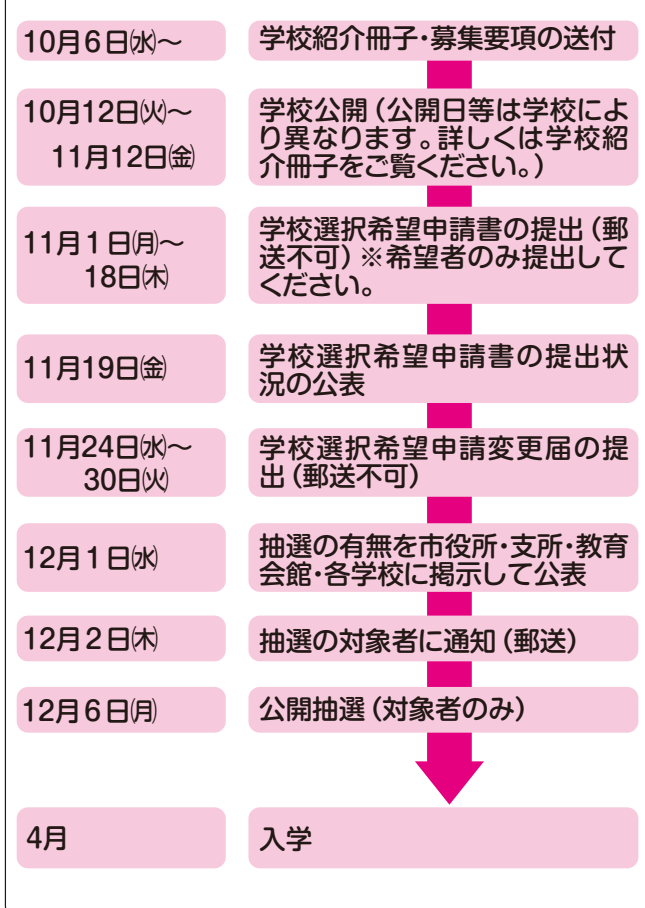 10月6日㈬〜
学校紹介冊子・募集要項の送付
10月12日㈫〜
11月12日㈮
学校公開(公開日等は学校によ
り異なります。詳しくは学校紹
介冊子をご覧ください。)
11月1日㈪〜
18日㈭
学校選択希望申請書の提出(郵
送不可)※希望者のみ提出して
ください。
11月19日㈮
学校選択希望申請書の提出状
況の公表
11月24日㈬〜
30日㈫
学校選択希望申請変更届の提
出(郵送不可)
12月1日㈬
抽選の有無を市役所・支所・教育
会館・各学校に掲示して公表
12月2日㈭
抽選の対象者に通知(郵送)
12月6日㈪
公開抽選(対象者のみ)
4月
入学